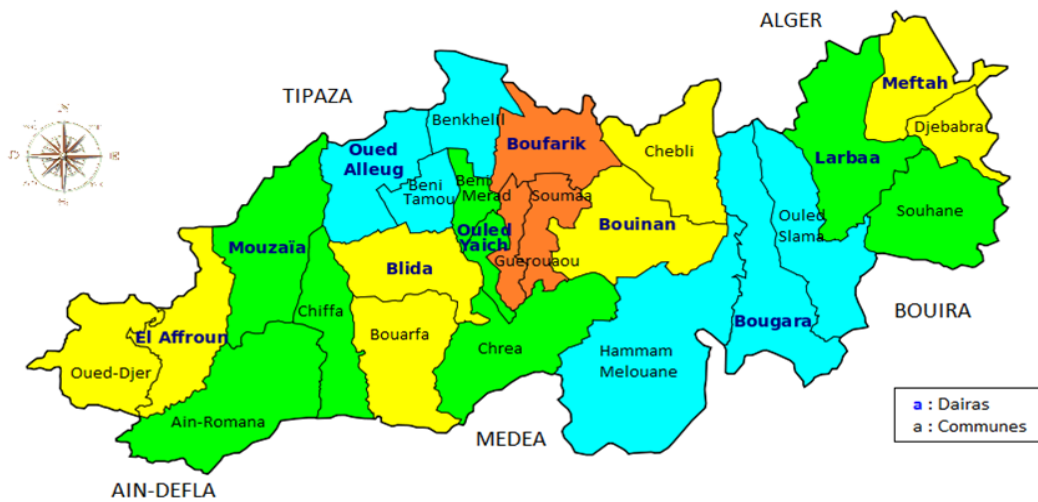 ALGER
TIPAZA
Meftah
Benkhelil
Djebabra
Boufarik
Oued
Alleug
Chebli
Larbaa
Beni
Tamou
Beni
Merad
Soumaa
Souhane
Ouled
Slama
Bouinan
Ouled
Yaich
Mouzaïa
Guerouaou
Blida
Chiffa
BOUIRA
El Affroun
Bouarfa
Bougara
Chrea
Hammam
Melouane
Oued-Djer
Ain-Romana
a : Dairas
a : Communes
MEDEA
AIN-DEFLA